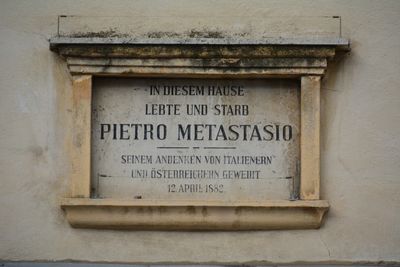 IN DIESEM HAUSE
LEBTE UND STARB
PIETRO METASTASIO
SEINEM ANDENKEN VON ITALIENERN
UND ÖSTERREICHERN GEWEIHT
12. APRIL 1882.